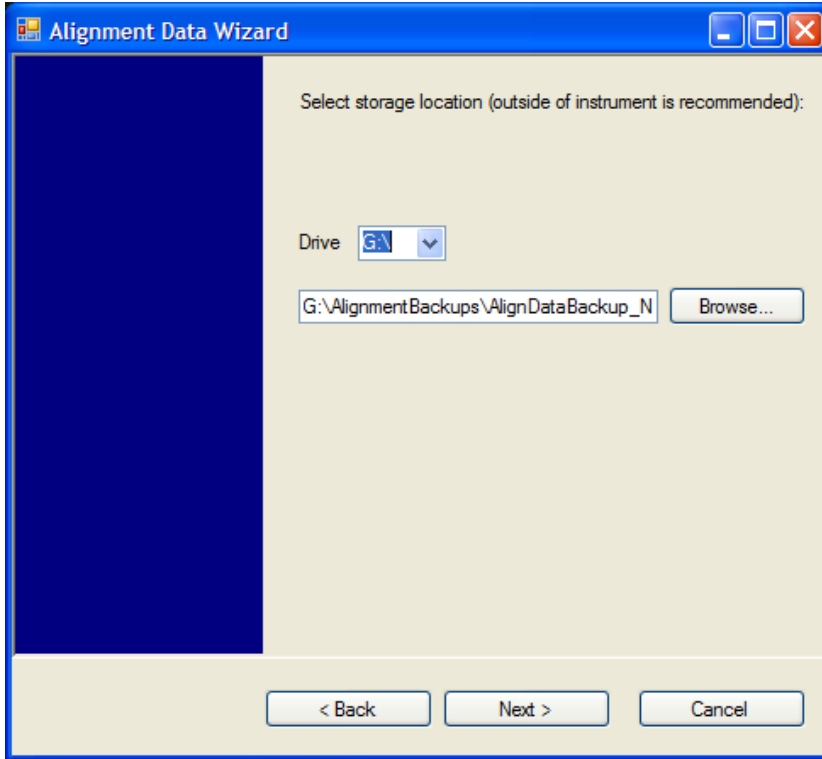 Alignment Data Wizard
Select storage location (outside of instrument is recommended):
Drive G:\
G:\AlignmentBackups\AlignDataBackup_N Browse...
< Back Next > Cancel